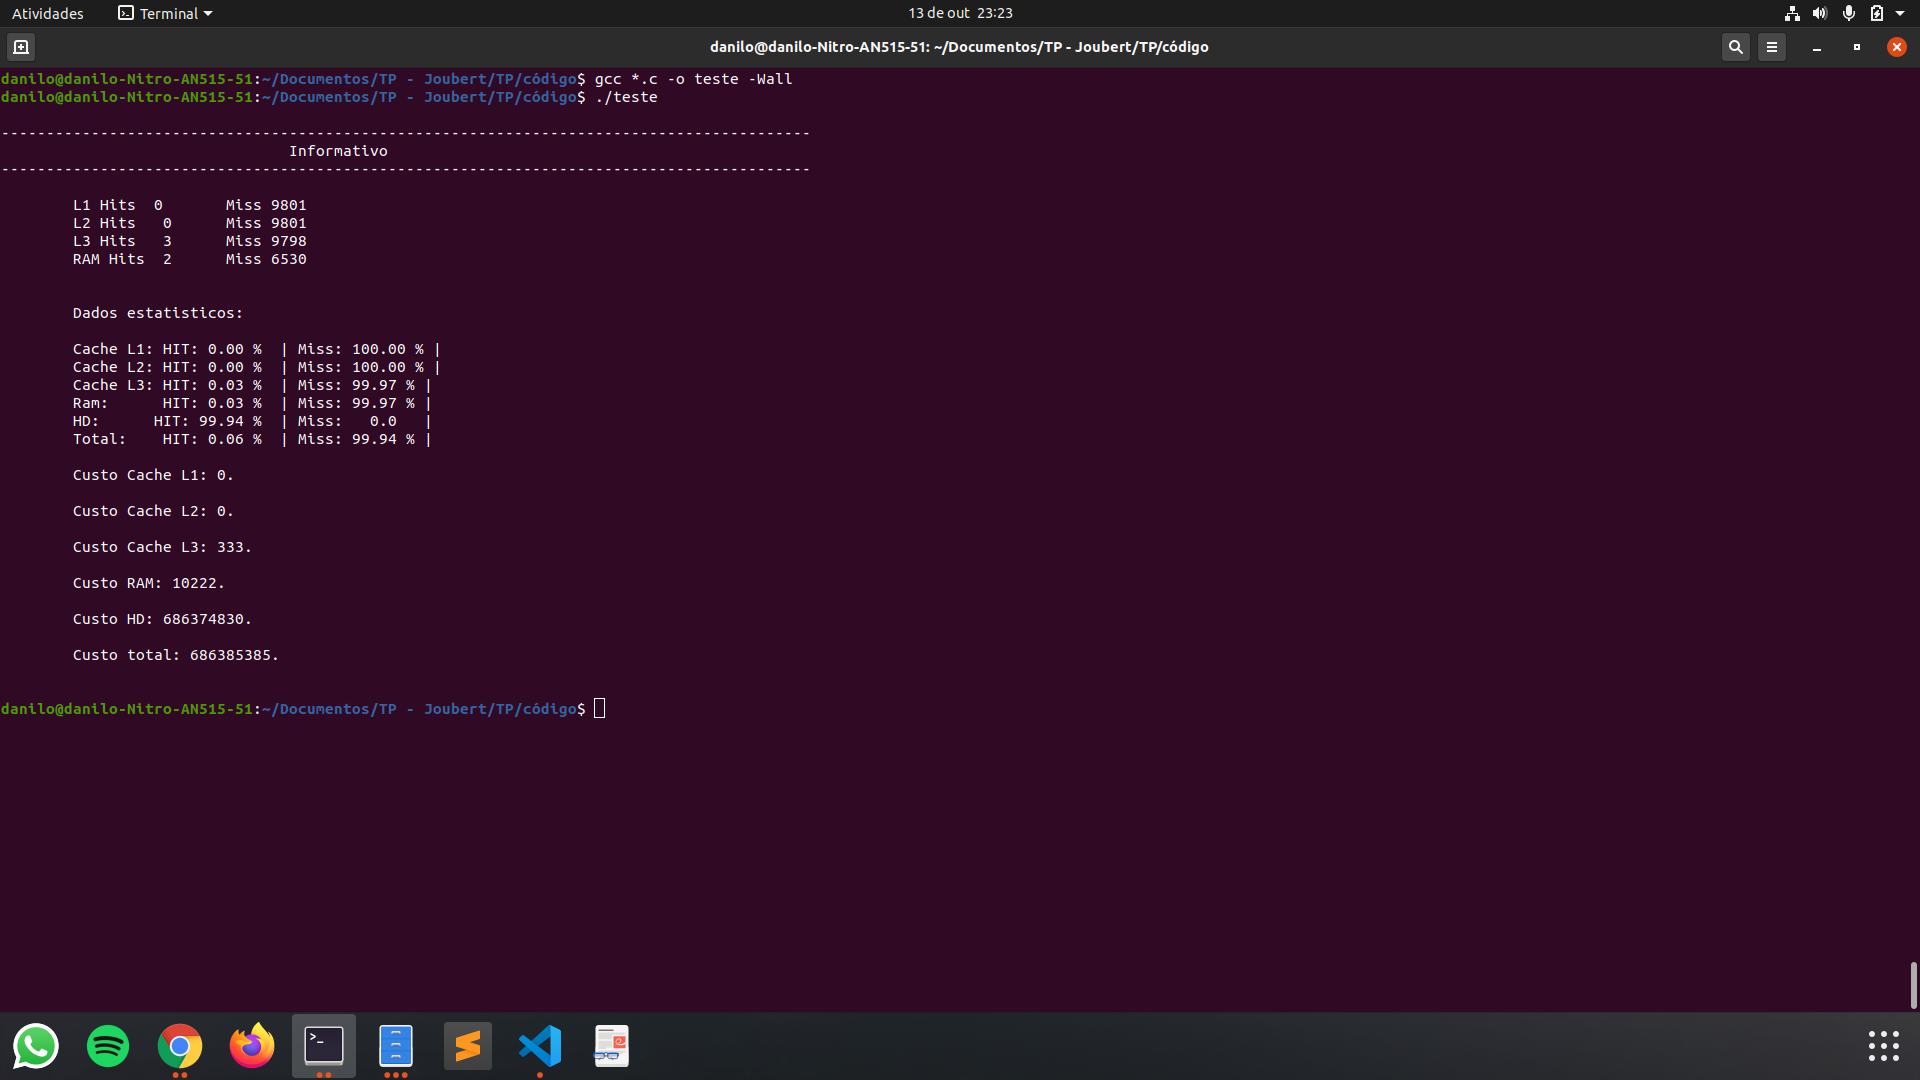 Atividades
Terminal
13 de out 23:23
danilo@danilo-Nitro-AN515-51: ~/Documentos/TP - Joubert/TP/código
danilo@danilo-Nitro-AN515-51:~/Documentos/TP - Joubert/TP/código$ gcc *.c -o teste -Wall
danilo@danilo-Nitro-AN515-51:~/Documentos/TP - Joubert/TP/código$ ./teste
------------------------------------------------------------------------------------------
Informativo
------------------------------------------------------------------------------------------
L1 Hits 0 Miss 9801
L2 Hits 0 Miss 9801
L3 Hits 3 Miss 9798
RAM Hits 2 Miss 6530
Dados estatisticos:
Cache L1: HIT: 0.00 % | Miss: 100.00 % |
Cache L2: HIT: 0.00 % | Miss: 100.00 % |
Cache L3: HIT: 0.03 % | Miss: 99.97 % |
Ram: HIT: 0.03 % | Miss: 99.97 % |
HD: HIT: 99.94 % | Miss: 0.0 |
Total: HIT: 0.06 % | Miss: 99.94 % |
Custo Cache L1: 0.
Custo Cache L2: 0.
Custo Cache L3: 333.
Custo RAM: 10222.
Custo HD: 686374830.
Custo total: 686385385.
danilo@danilo-Nitro-AN515-51:~/Documentos/TP - Joubert/TP/código$